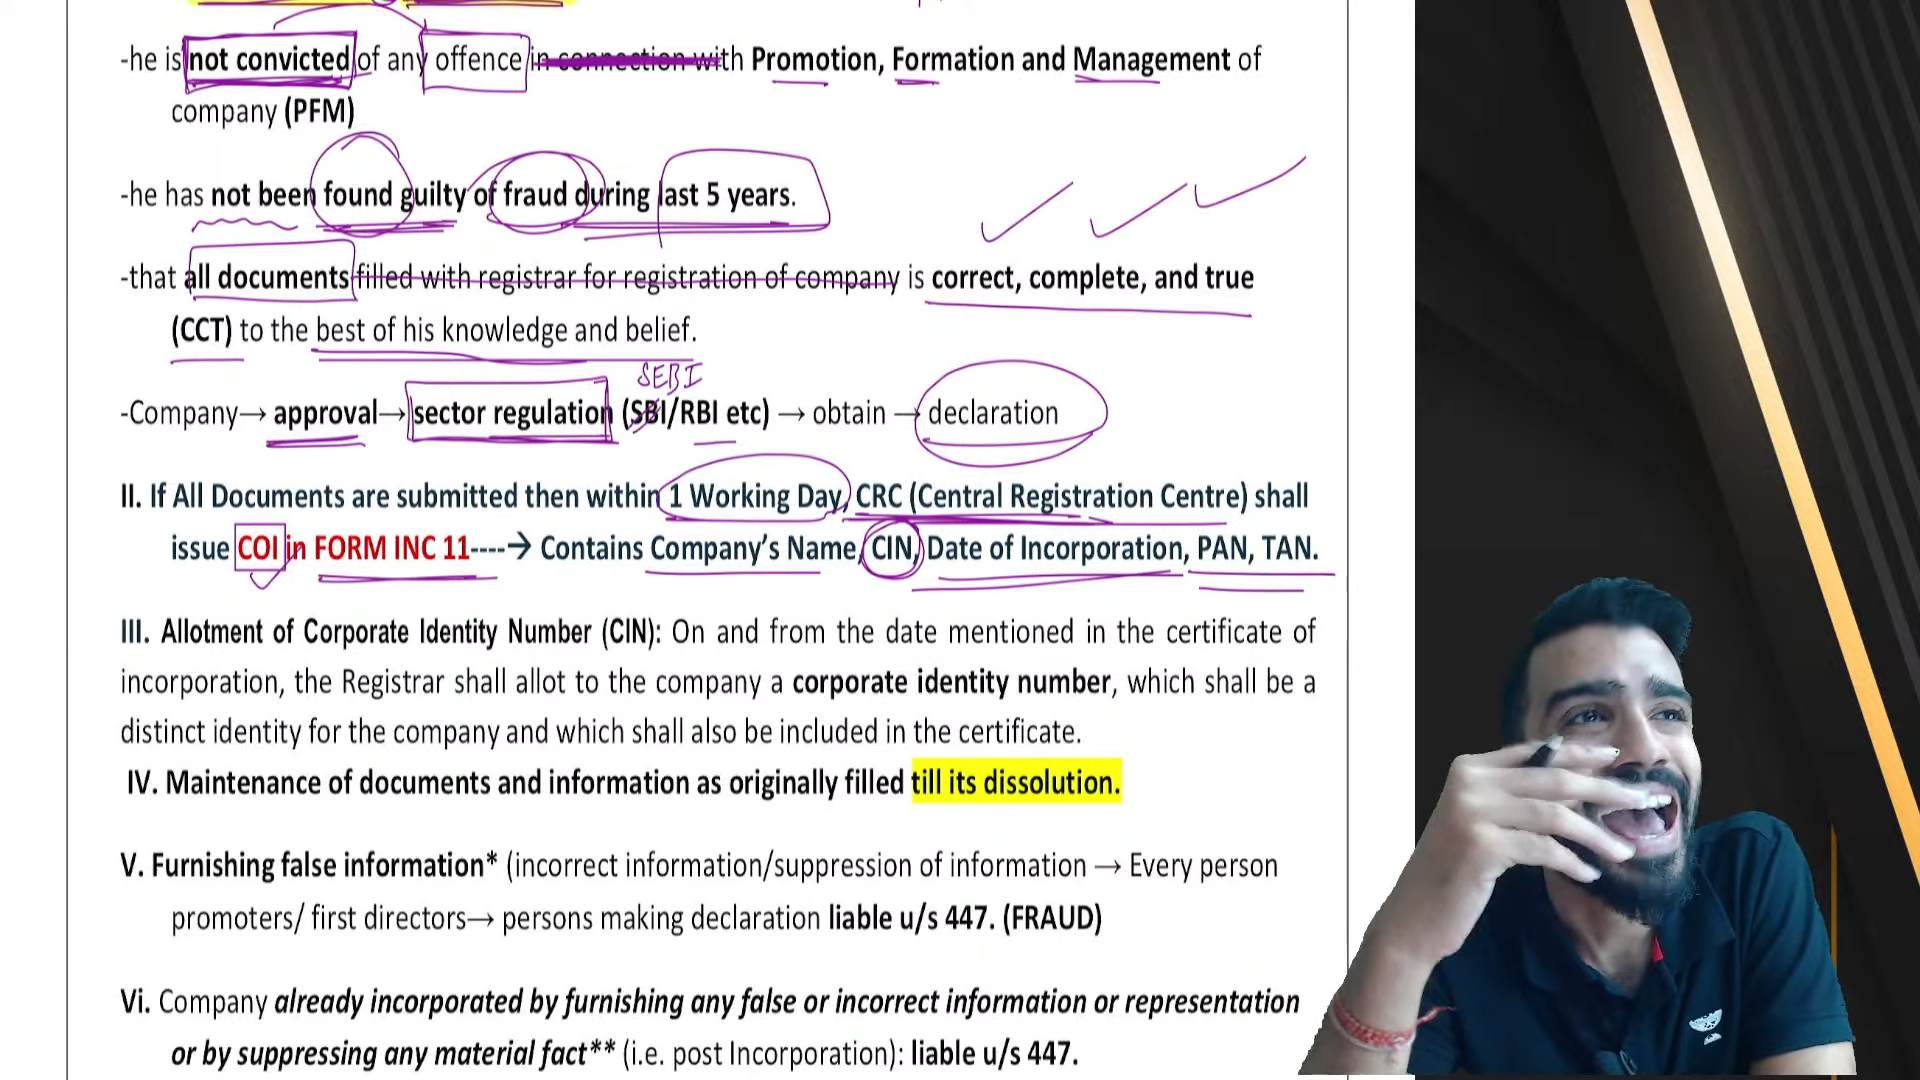 -he is not convicted of any offence in connection with Promotion, Formation and Management of
company (PFM)
-he has not been found guilty of fraud during last 5 years.
-that all documents filled with registrar for registration of company is correct, complete, and true
(CCT) to the best of his knowledge and belief.
SEBI
-Company→ approval→ sector regulation (SBI/RBI etc) → obtain → declaration
II. If All Documents are submitted then within 1 Working Day, CRC (Central Registration Centre) shall
issue COI in FORM INC 11----→ Contains Company's Name, CIN, Date of Incorporation, PAN, TAN.
III. Allotment of Corporate Identity Number (CIN): On and from the date mentioned in the certificate of
incorporation, the Registrar shall allot to the company a corporate identity number, which shall be a
distinct identity for the company and which shall also be included in the certificate.
IV. Maintenance of documents and information as originally filled till its dissolution.
V. Furnishing false information* (incorrect information/suppression of information → Every person
promoters/ first directors→ persons making declaration liable u/s 447. (FRAUD)
Vi. Company already incorporated by furnishing any false or incorrect information or representation
or by suppressing any material fact** (i.e. post Incorporation): liable u/s 447.